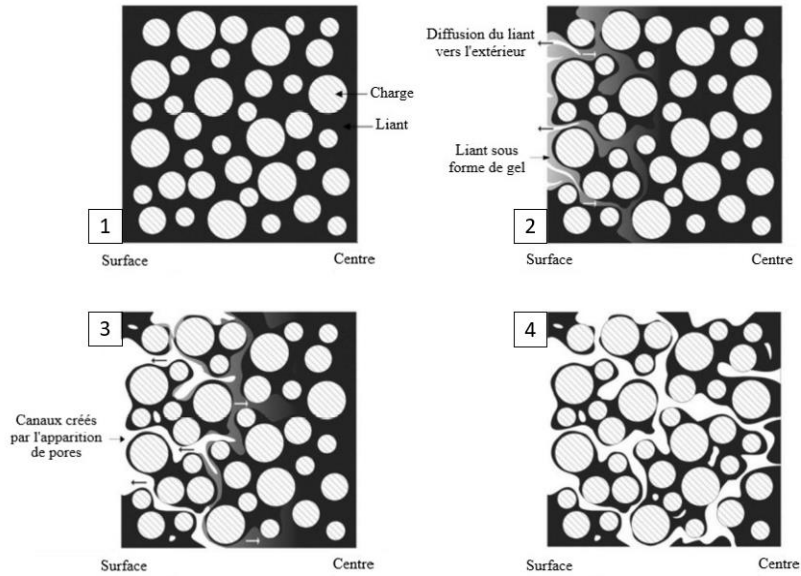 Charge
Liant
1
Surface
Centre
Diffusion du liant
vers l'extérieur
Liant sous
forme de gel
2
Surface
Centre
3
Canaux créés
par l'apparition
de pores
Surface
Centre
4
Surface
Centre